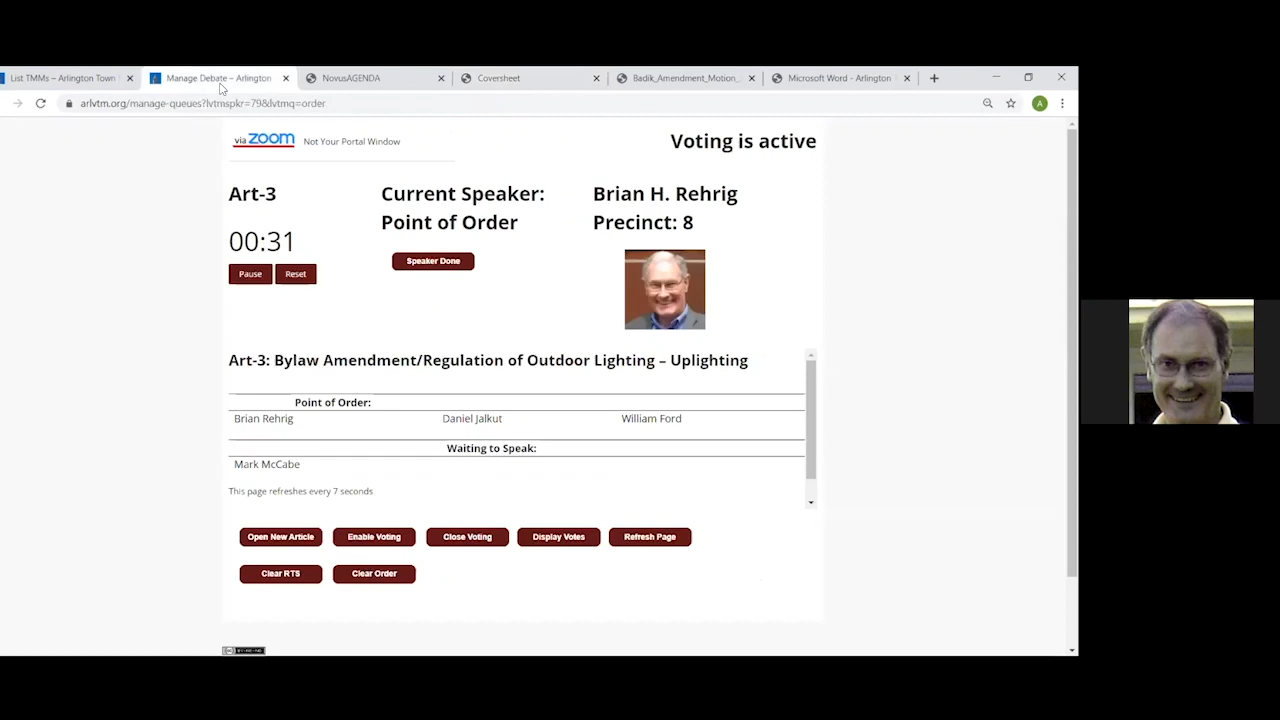 List TMMs – Arlington Town
Manage Debate – Arlington
NovusAGENDA
Coversheet
Badik_Amendment_Motion_
Microsoft Word - Arlington
arlvtm.org/manage-queues?lvtmspkr=79&lvtmq=order
A
via zoom
Not Your Portal Window
Voting is active
Art-3
Current Speaker:
Brian H. Rehrig
Point of Order
Precinct: 8
00:31
Speaker Done
Pause
Reset
Art-3: Bylaw Amendment/Regulation of Outdoor Lighting – Uplighting
Point of Order:
Brian Rehrig
Daniel Jalkut
William Ford
Waiting to Speak:
Mark McCabe
This page refreshes every 7 seconds
Open New Article
Enable Voting
Close Voting
Display Votes
Refresh Page
Clear RTS
Clear Order